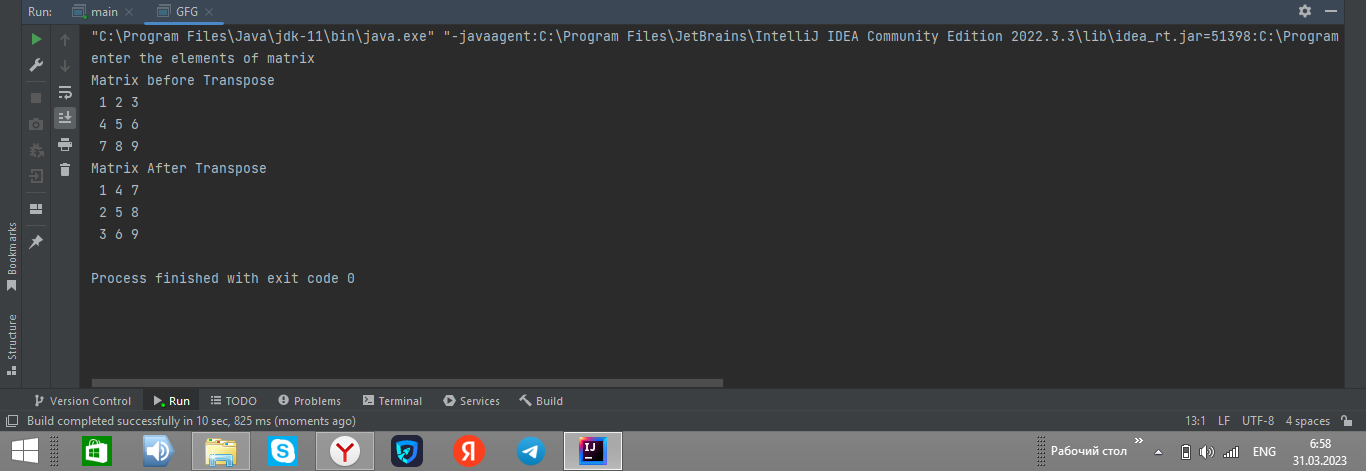 Run: main GFG
"C:\Program Files\Java\jdk-11\bin\java.exe" "-javaagent:C:\Program Files\JetBrains\IntelliJ IDEA Community Edition 2022.3.3\lib\idea_rt.jar=51398:C:\Program
enter the elements of matrix
Matrix before Transpose
1 2 3
4 5 6
7 8 9
Matrix After Transpose
1 4 7
2 5 8
3 6 9
Process finished with exit code 0
Bookmarks
Structure
Version Control Run TODO Problems Terminal Services Build
Build completed successfully in 10 sec, 825 ms (moments ago) 13:1 LF UTF-8 4 spaces
S Y Я IJ Рабочий стол » ENG 6:58
31.03.2023